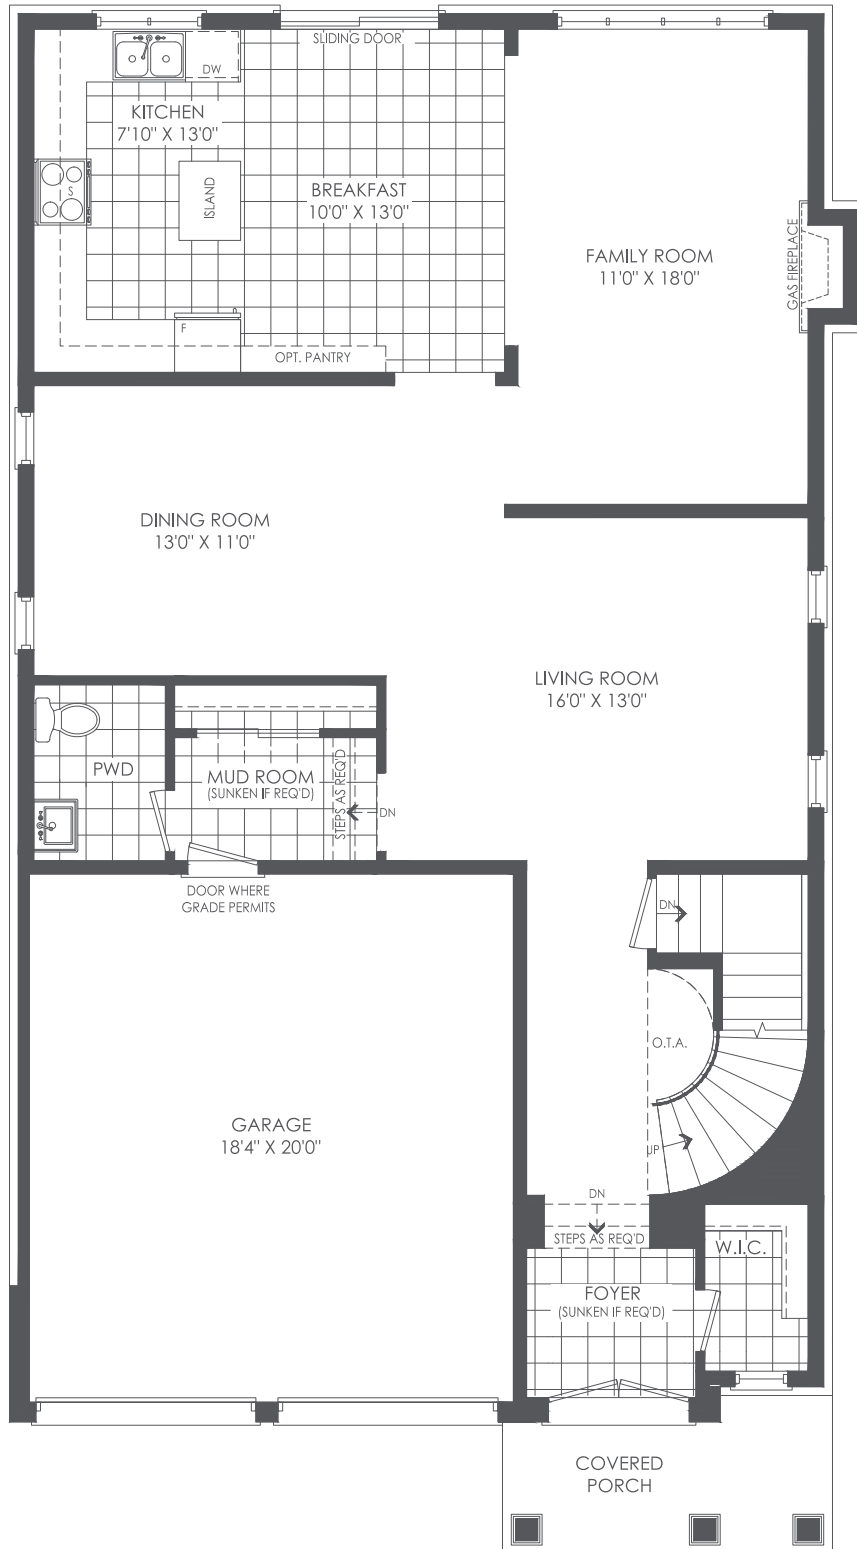 SLIDING DOOR
DW
KITCHEN
7'10" X 13'0"
S
ISLAND
BREAKFAST
10'0" X 13'0"
FAMILY ROOM
11'0" X 18'0"
GAS FIREPLACE
F
OPT. PANTRY
DINING ROOM
13'0" X 11'0"
LIVING ROOM
16'0" X 13'0"
PWD
MUD ROOM
(SUNKEN IF REQ'D)
STEPS AS REQ'D
DN
DOOR WHERE
GRADE PERMITS
DN
O.T.A.
GARAGE
18'4" X 20'0"
UP
DN
STEPS AS REQ'D
W.I.C.
FOYER
(SUNKEN IF REQ'D)
COVERED
PORCH